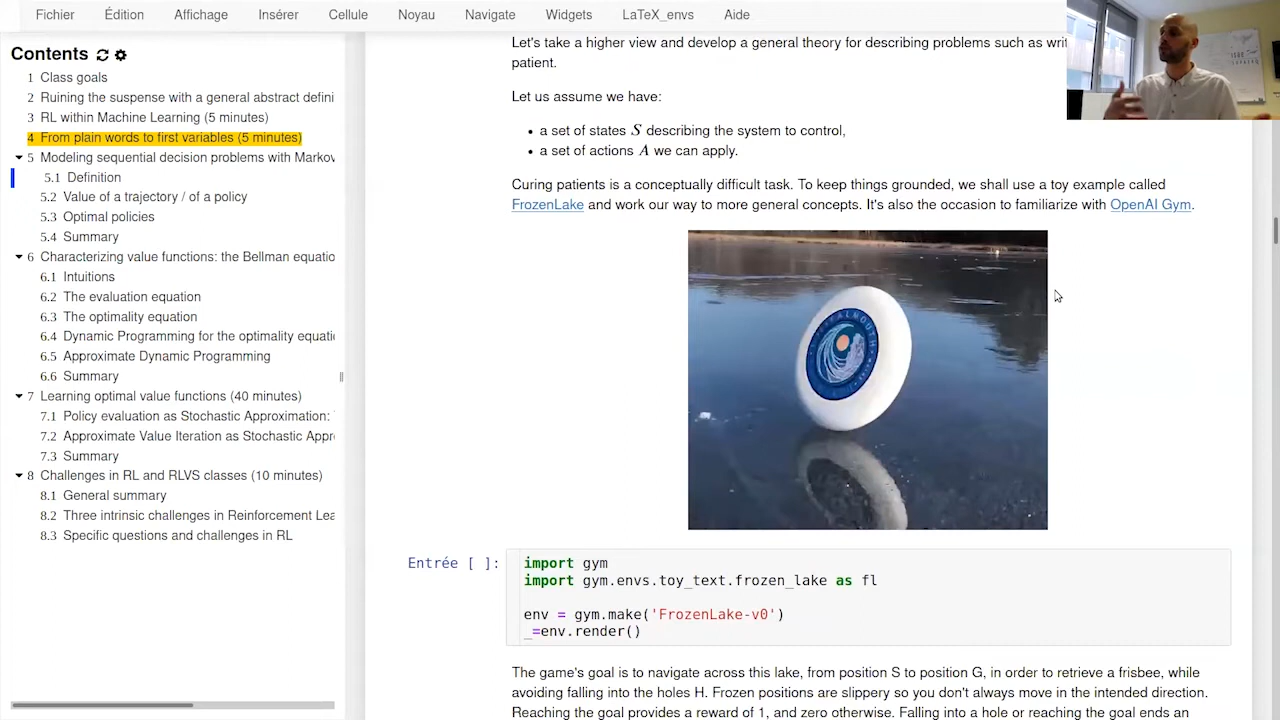 Fichier Édition Affichage Insérer Cellule Noyau Navigate Widgets LaTeX_envs Aide
Contents
1 Class goals
2 Ruining the suspense with a general abstract defini
3 RL within Machine Learning (5 minutes)
4 From plain words to first variables (5 minutes)
5 Modeling sequential decision problems with Markov
5.1 Definition
5.2 Value of a trajectory / of a policy
5.3 Optimal policies
5.4 Summary
6 Characterizing value functions: the Bellman equatio
6.1 Intuitions
6.2 The evaluation equation
6.3 The optimality equation
6.4 Dynamic Programming for the optimality equati
6.5 Approximate Dynamic Programming
6.6 Summary
7 Learning optimal value functions (40 minutes)
7.1 Policy evaluation as Stochastic Approximation:
7.2 Approximate Value Iteration as Stochastic Appr
7.3 Summary
8 Challenges in RL and RLVS classes (10 minutes)
8.1 General summary
8.2 Three intrinsic challenges in Reinforcement Lea
8.3 Specific questions and challenges in RL
Let's take a higher view and develop a general theory for describing problems such as wri
patient.
Let us assume we have:
• a set of states S describing the system to control,
• a set of actions A we can apply.
Curing patients is a conceptually difficult task. To keep things grounded, we shall use a toy example called
FrozenLake and work our way to more general concepts. It's also the occasion to familiarize with OpenAI Gym.
Entrée [ ]:
import gym
import gym.envs.toy_text.frozen_lake as fl
env = gym.make('FrozenLake-v0')
_=env.render()
The game's goal is to navigate across this lake, from position S to position G, in order to retrieve a frisbee, while
avoiding falling into the holes H. Frozen positions are slippery so you don't always move in the intended direction.
Reaching the goal provides a reward of 1, and zero otherwise. Falling into a hole or reaching the goal ends an